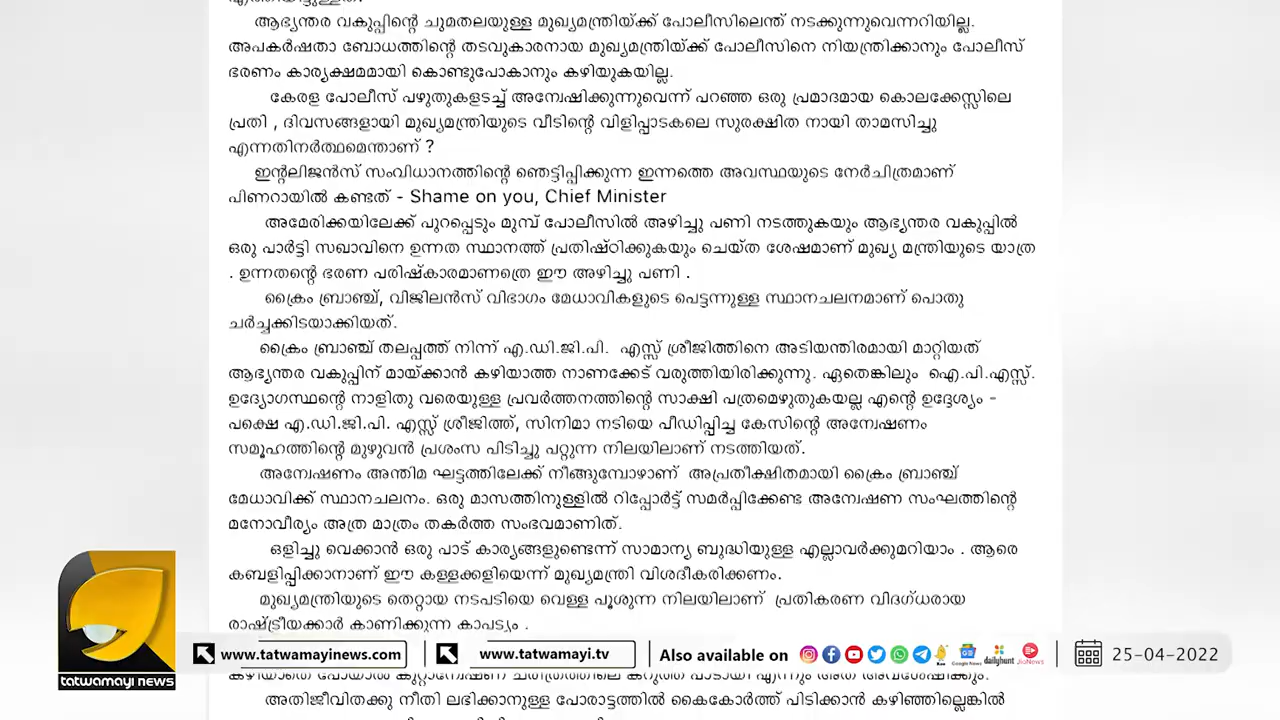 ആഭ്യന്തര വകുപ്പിന്റെ ചുമതലയുള്ള മുഖ്യമന്ത്രിയ്ക്ക് പോലീസിലെന്ത് നടക്കുന്നുവെന്നറിയില്ല.
അപകർഷതാ ബോധത്തിന്റെ തടവുകാരനായ മുഖ്യമന്ത്രിയ്ക്ക് പോലീസിനെ നിയന്ത്രിക്കാനും പോലീസ്
ഭരണം കാര്യക്ഷമമായി കൊണ്ടുപോകാനും കഴിയുകയില്ല.
കേരള പോലീസ് പഴുതുകളടച്ച് അന്വേഷിക്കുന്നുവെന്ന് പറഞ്ഞ ഒരു പ്രമാദമായ കൊലക്കേസ്സിലെ
പ്രതി , ദിവസങ്ങളായി മുഖ്യമന്ത്രിയുടെ വീടിന്റെ വിളിപ്പാടകലെ സുരക്ഷിത നായി താമസിച്ചു
എന്നതിനർത്ഥമെന്താണ് ?
ഇന്റലിജൻസ് സംവിധാനത്തിന്റെ ഞെട്ടിപ്പിക്കുന്ന ഇന്നത്തെ അവസ്ഥയുടെ നേർചിത്രമാണ്
പിണറായിൽ കണ്ടത് - Shame on you, Chief Minister
അമേരിക്കയിലേക്ക് പുറപ്പെടും മുമ്പ് പോലീസിൽ അഴിച്ചു പണി നടത്തുകയും ആഭ്യന്തര വകുപ്പിൽ
ഒരു പാർട്ടി സഖാവിനെ ഉന്നത സ്ഥാനത്ത് പ്രതിഷ്ഠിക്കുകയും ചെയ്ത ശേഷമാണ് മുഖ്യ മന്ത്രിയുടെ യാത്ര
. ഉന്നതന്റെ ഭരണ പരിഷ്കാരമാണത്രെ ഈ അഴിച്ചു പണി .
ക്രൈം ബ്രാഞ്ച്, വിജിലൻസ് വിഭാഗം മേധാവികളുടെ പെട്ടന്നുള്ള സ്ഥാനചലനമാണ് പൊതു
ചർച്ചക്കിടയാക്കിയത്.
ക്രൈം ബ്രാഞ്ച് തലപ്പത്ത് നിന്ന് എ.ഡി.ജി.പി. എസ്സ് ശ്രീജിത്തിനെ അടിയന്തിരമായി മാറ്റിയത്
ആഭ്യന്തര വകുപ്പിന് മായ്ക്കാൻ കഴിയാത്ത നാണക്കേട് വരുത്തിയിരിക്കുന്നു. ഏതെങ്കിലും ഐ.പി.എസ്സ്.
ഉദ്യോഗസ്ഥന്റെ നാളിതു വരെയുള്ള പ്രവർത്തനത്തിന്റെ സാക്ഷി പത്രമെഴുതുകയല്ല എന്റെ ഉദ്ദേശ്യം -
പക്ഷെ എ.ഡി.ജി.പി. എസ്സ് ശ്രീജിത്ത്, സിനിമാ നടിയെ പീഡിപ്പിച്ച കേസിന്റെ അന്വേഷണം
സമൂഹത്തിന്റെ മുഴുവൻ പ്രശംസ പിടിച്ചു പറ്റുന്ന നിലയിലാണ് നടത്തിയത്.
അന്വേഷണം അന്തിമ ഘട്ടത്തിലേക്ക് നീങ്ങുമ്പോഴാണ് അപ്രതീക്ഷിതമായി ക്രൈം ബ്രാഞ്ച്
മേധാവിക്ക് സ്ഥാനചലനം. ഒരു മാസത്തിനുള്ളിൽ റിപ്പോർട്ട് സമർപ്പിക്കേണ്ട അന്വേഷണ സംഘത്തിന്റെ
മനോവീര്യം അത്ര മാത്രം തകർത്ത സംഭവമാണിത്.
ഒളിച്ചു വെക്കാൻ ഒരു പാട് കാര്യങ്ങളുണ്ടെന്ന് സാമാന്യ ബുദ്ധിയുള്ള എല്ലാവർക്കുമറിയാം . ആരെ
കബളിപ്പിക്കാനാണ് ഈ കള്ളക്കളിയെന്ന് മുഖ്യമന്ത്രി വിശദീകരിക്കണം.
മുഖ്യമന്ത്രിയുടെ തെറ്റായ നടപടിയെ വെള്ള പൂശുന്ന നിലയിലാണ് പ്രതികരണ വിദഗ്ധരായ
രാഷ്ട്രീയക്കാർ കാണിക്കുന്ന കാപട്യം .
അതിജീവിതക്കു നീതി ലഭിക്കാനുള്ള പോരാട്ടത്തിൽ കൈകോർത്ത് പിടിക്കാൻ കഴിഞ്ഞില്ലെങ്കിൽ
tatwamayi news
www.tatwamayinews.com
www.tatwamayi.tv
Also available on
Google News
dailyhunt
JioNews
25-04-2022